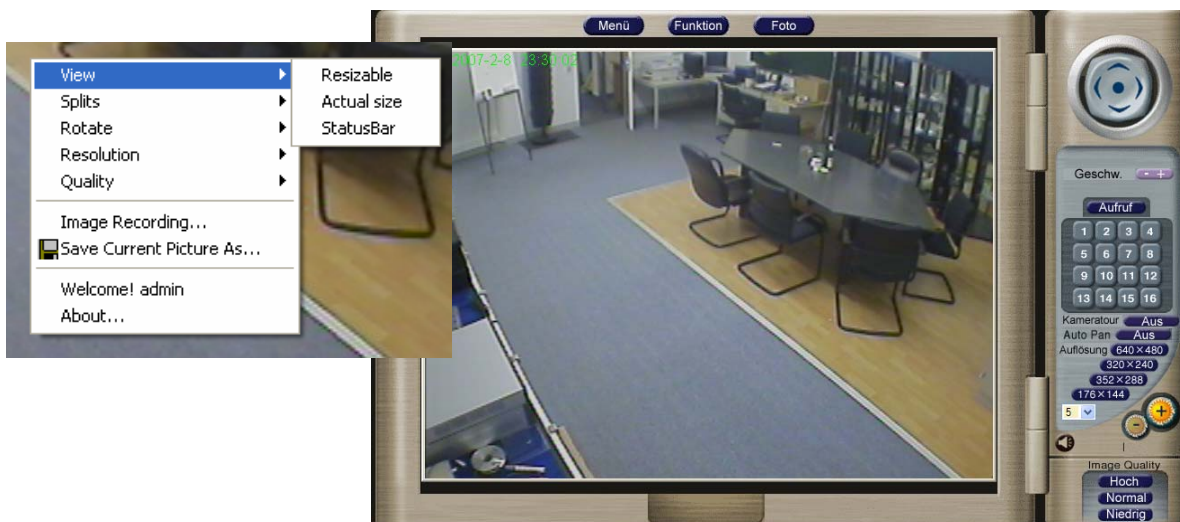 Menü Funktion Foto
2007-2-8 23:30:02
View
Splits
Rotate
Resolution
Quality
Image Recording...
Save Current Picture As...
Welcome! admin
About...
Resizable
Actual size
StatusBar
Geschw. - +
Aufruf
1 2 3 4
5 6 7 8
9 10 11 12
13 14 15 16
Kameratour Aus
Auto Pan Aus
Auflösung 640×480
320×240
352×288
176×144
5
+
-
Image Quality
Hoch
Normal
Niedrig